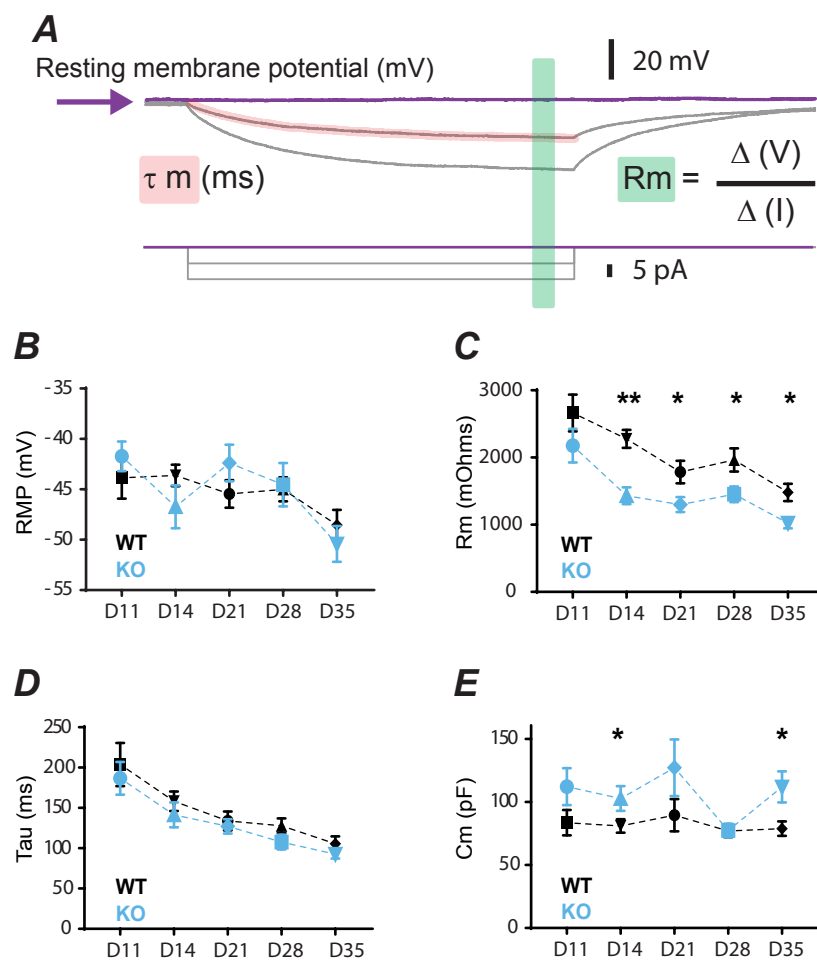 A
20 mV
Resting membrane potential (mV)
τ m (ms)
Rm = Δ (V)
Δ (I)
5 pA
B
-35
-40
-45
-50
-55
RMP (mV)
WT
KO
D11 D14 D21 D28 D35
C
3000
2000
1000
0
Rm (mOhms)
** * * *
WT
KO
D11 D14 D21 D28 D35
D
250
200
150
100
50
0
Tau (ms)
WT
KO
D11 D14 D21 D28 D35
E
150
100
50
0
Cm (pF)
* *
WT
KO
D11 D14 D21 D28 D35